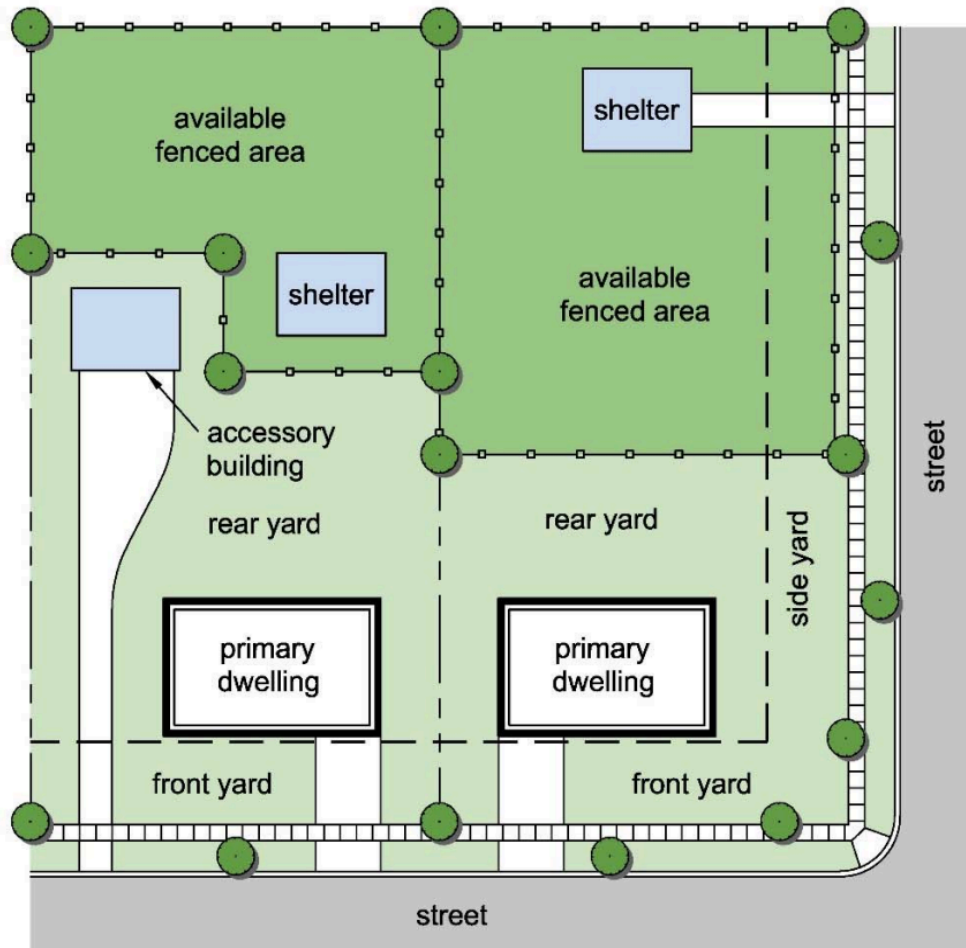 available
fenced area
shelter
shelter
available
fenced area
accessory
building
rear yard
rear yard
side yard
street
primary
dwelling
primary
dwelling
front yard
front yard
street